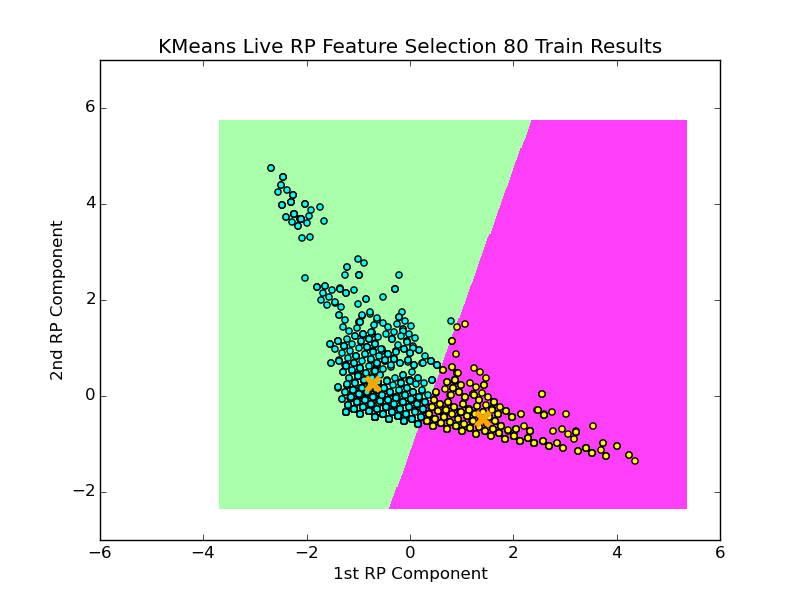 KMeans Live RP Feature Selection 80 Train Results
6
4
2
0
−2
2nd RP Component
−6 −4 −2 0 2 4 6
1st RP Component